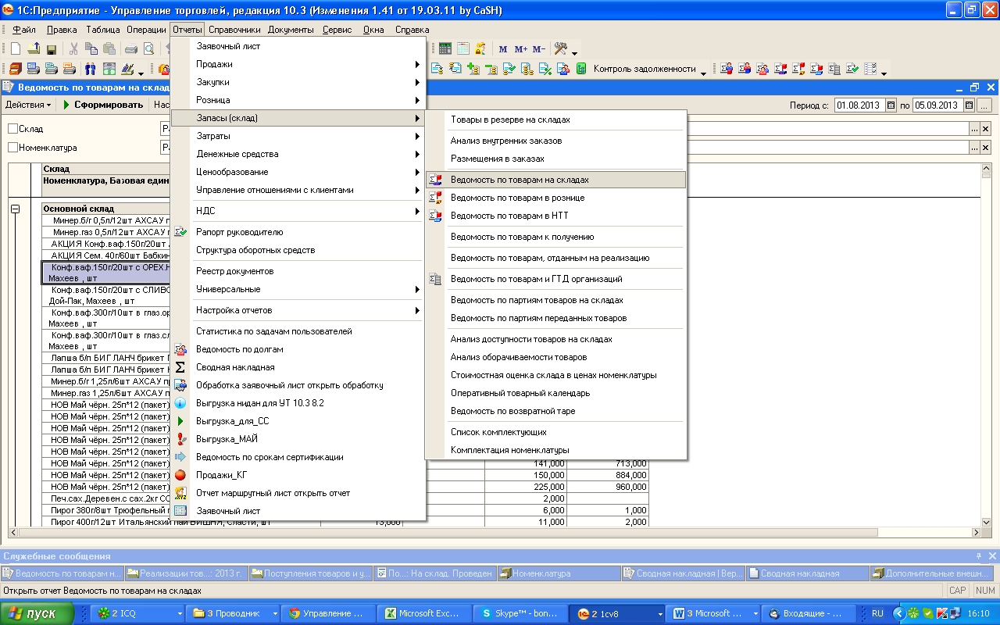 1С:Предприятие - Управление торговлей, редакция 10.3 (Изменения 1.41 от 19.03.11 by CaSH)
Файл Правка Таблица Операции Отчеты Справочники Документы Сервис Окна Справка
M M+ M-
Контроль задолженности
Ведомость по товарам на склад
Действия Сформировать Нас
Период с: 01.08.2013 по 05.09.2013 ...
Склад
Номенклатура
Склад
Номенклатура, Базовая един
Основной склад
Минер.б/г 0,5л/12шт АХСАУ г
Минер.газ 0,5л/12шт АХСАУ г
АКЦИЯ Конф.ваф.150г/20шт
АКЦИЯ Сем. 40г/60шт Бабкин
Конф.ваф.150г/20шт с ОРЕХ.Н
Махеев , шт
Конф.ваф.150г/20шт с СЛИВО
Дой-Пак, Махеев , шт
Конф.ваф.300г/10шт в глаз.ор
Махеев , шт
Конф.ваф.300г/10шт в глаз.сл
Махеев , шт
Лапша б/п БИГ ЛАНЧ брикет
Лапша б/п БИГ ЛАНЧ брикет
Минер.б/г 1,25л/6шт АХСАУ пр
Минер.газ 1,25л/6шт АХСАУ г
НОВ Май чёрн. 25п*12 (пакет)
НОВ Май чёрн. 25п*12 (пакет)
НОВ Май чёрн. 25п*12 (пакет)
НОВ Май чёрн. 25п*12 (пакет)
НОВ Май чёрн. 25п*12 (пакет)
НОВ Май чёрн. 25п*12 (пакет) 141,000 713,000
НОВ Май чёрн. 25п*12 (пакет) 150,000 884,000
НОВ Май чёрн. 25п*12 (пакет) 225,000 960,000
Печ.сах.Деревен.с сах.2кг СС 2,000
Пирог 380г/8шт Трюфельный г 6,000 1,000
Пирог 400г/12шт Итальянский пай ВИШНЯ, Сласти, шт 13,000 11,000 2,000
Заявочный лист
Продажи
Закупки
Розница
Запасы (склад)
Затраты
Денежные средства
Ценообразование
Управление отношениями с клиентами
НДС
Рапорт руководителю
Структура оборотных средств
Реестр документов
Универсальные
Настройка отчетов
Статистика по задачам пользователей
Ведомость по долгам
Сводная накладная
Обработка заявочный лист открыть обработку
Выгрузка нидан для УТ 10.3 8.2
Выгрузка_для_СС
Выгрузка_МАЙ
Ведомость по срокам сертификации
Продажи_КГ
Отчет маршрутный лист открыть отчет
Заявочный лист
Товары в резерве на складах
Анализ внутренних заказов
Размещения в заказах
Ведомость по товарам на складах
Ведомость по товарам в рознице
Ведомость по товарам в НТТ
Ведомость по товарам к получению
Ведомость по товарам, отданным на реализацию
Ведомость по товарам и ГТД организаций
Ведомость по партиям товаров на складах
Ведомость по партиям переданных товаров
Анализ доступности товаров на складах
Анализ оборачиваемости товаров
Стоимостная оценка склада в ценах номенклатуры
Оперативный товарный календарь
Ведомость по возвратной таре
Список комплектующих
Комплектация номенклатуры
Служебные сообщения
Ведомость по товарам н... Реализации тов...: 2013 г. Поступления товаров и у... По...: На склад. Проведен Номенклатура Сводная накладная | Вер... Сводная накладная Дополнительные внешн...
Открыть отчет Ведомость по товарам на складах CAP NUM
пуск 2 ICQ 3 Проводник Управление ... Microsoft Exc... Skype™ - bon... 2 1cv8 3 Microsoft ... Входящие - ... RU 16:10